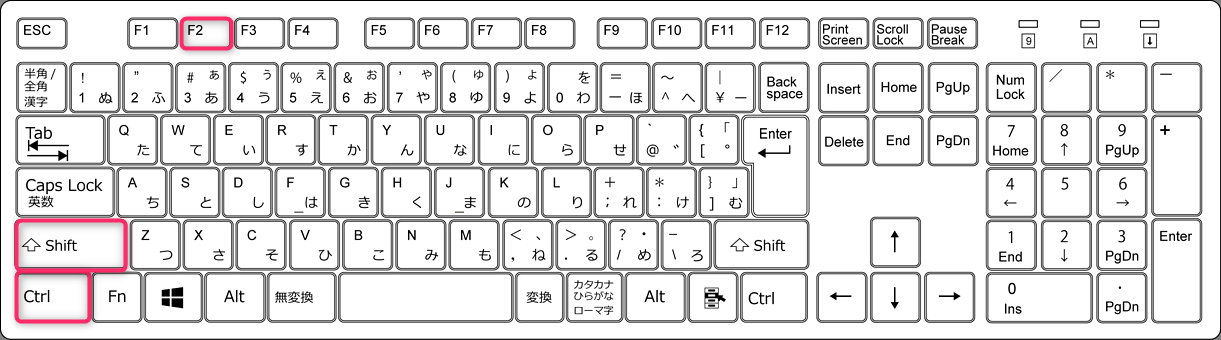 ESC F1 F2 F3 F4 F5 F6 F7 F8 F9 F10 F11 F12 Print Screen Scroll Lock Pause Break 9 A ⬇
半角/全角 漢字 ! 1 ぬ " 2 ふ # ぁ 3 あ $ ぅ 4 う % ぇ 5 え & ぉ 6 お ' ゃ 7 や ( ゅ 8 ゆ ) ょ 9 よ を 0 わ = ー ほ ～ ^ へ | ¥ ー Back space Insert Home PgUp Num Lock ／ * －
Tab Q た W て E い R す T か Y ん U な I に O ら P せ ` @ ゛ { 「 [ ° Enter Delete End PgDn 7 Home 8 ↑ 9 PgUp +
Caps Lock 英数 A ち S と D し F _ は G き H く J _ ま K の L り + ; れ * : け } 」 ] む 4 ← 5 6 →
Shift Z つ X さ C そ V ひ B こ N み M も < 、 , ね > 。 . る ? ・ / め _ \ ろ Shift ↑ 1 End 2 ↓ 3 PgDn Enter
Ctrl Fn Alt 無変換 変換 カタカナ ひらがな ローマ字 Alt Ctrl ← ↓ → 0 Ins . PgDn